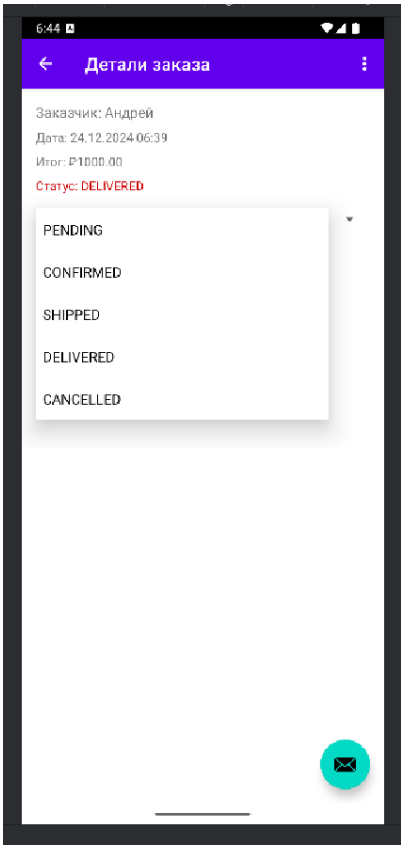 6:44
Детали заказа
Заказчик: Андрей
Дата: 24.12.2024 06:39
Итог: ₽1000.00
Статус: DELIVERED
PENDING
CONFIRMED
SHIPPED
DELIVERED
CANCELLED